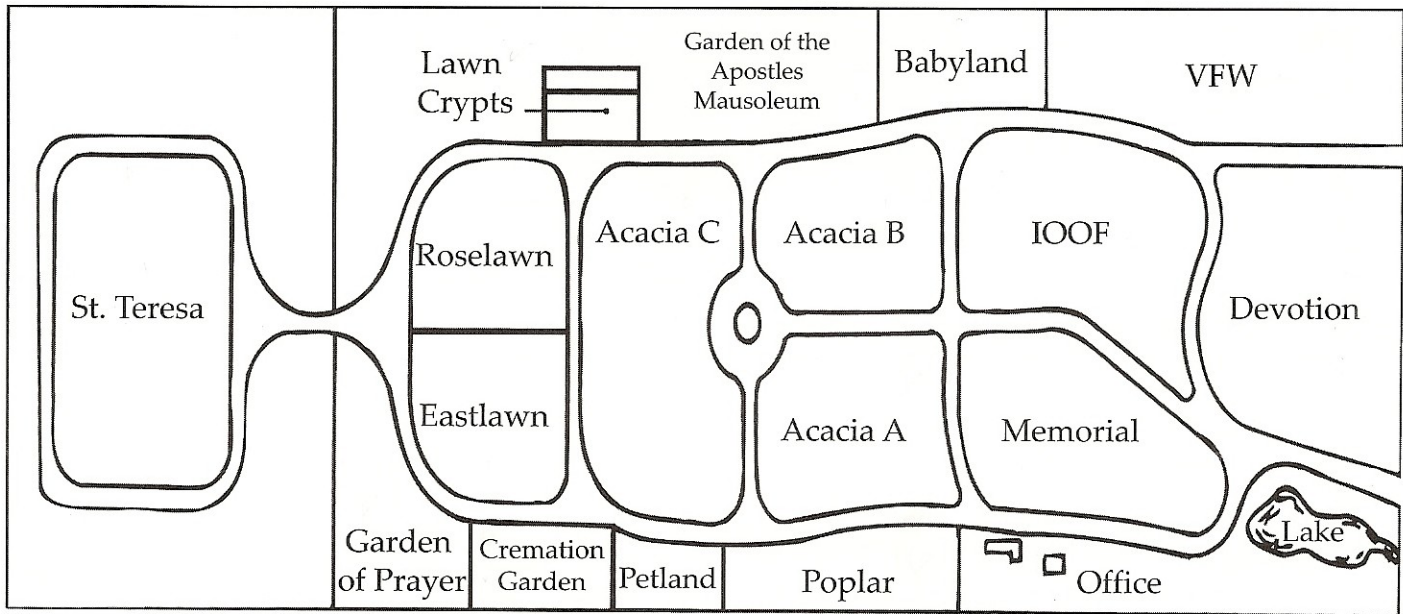 Lawn
Crypts
Garden of the
Apostles
Mausoleum
Babyland
VFW
St. Teresa
Roselawn
Acacia C
Acacia B
IOOF
Devotion
Eastlawn
Acacia A
Memorial
Lake
Garden
of Prayer
Cremation
Garden
Petland
Poplar
Office